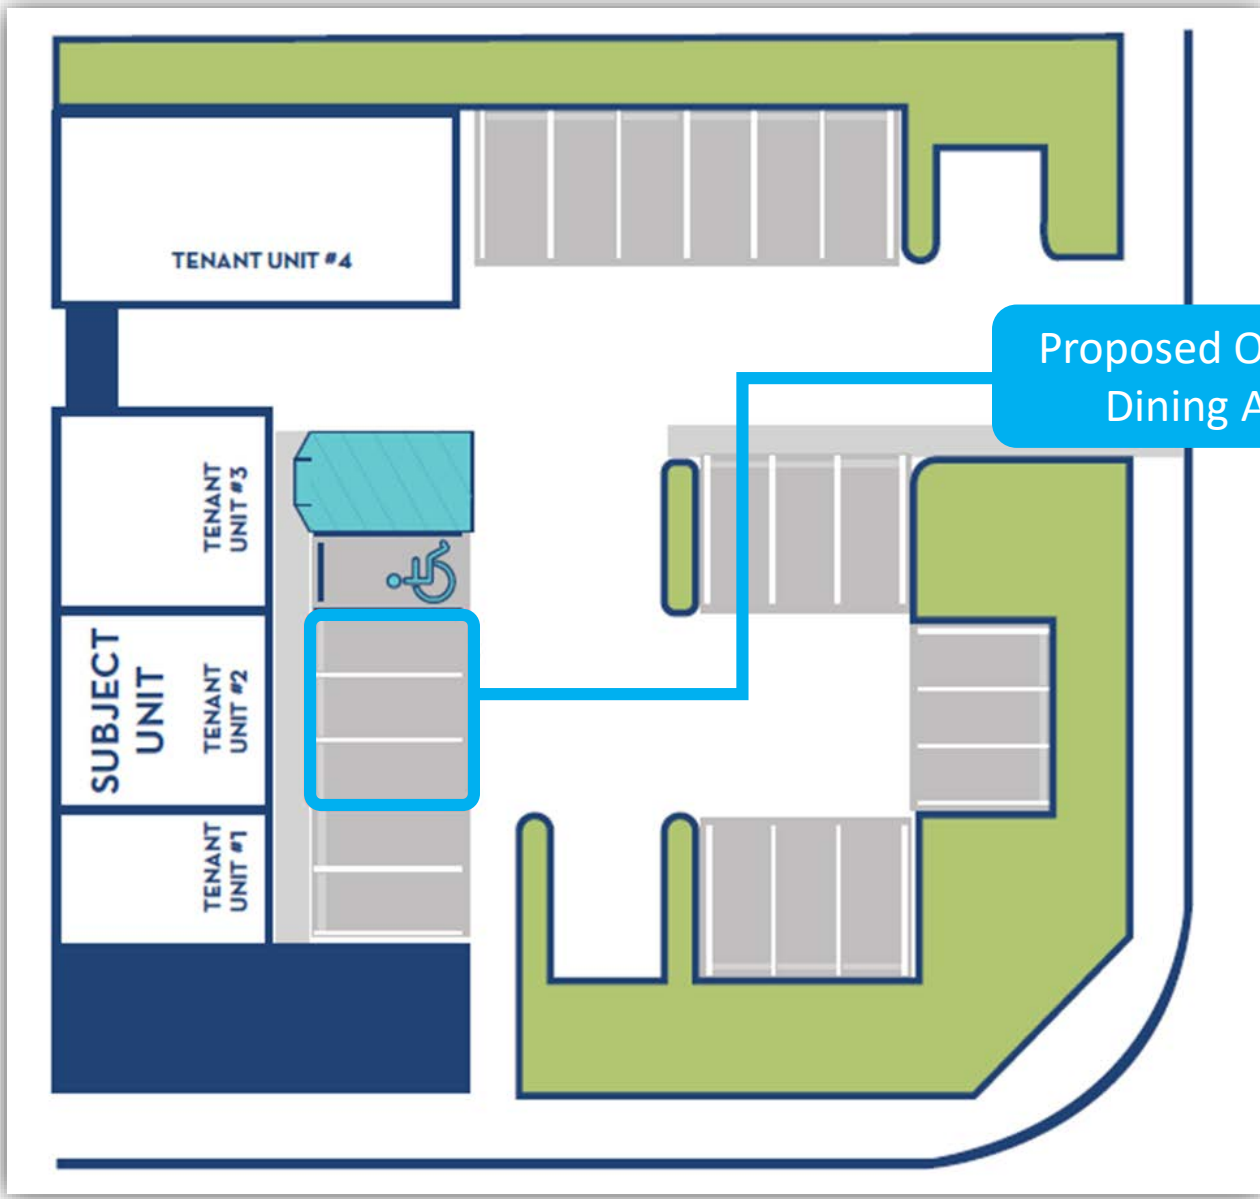 TENANT UNIT #4
Proposed O
Dining A
TENANT
UNIT #3
SUBJECT
UNIT
TENANT
UNIT #2
TENANT
UNIT #1